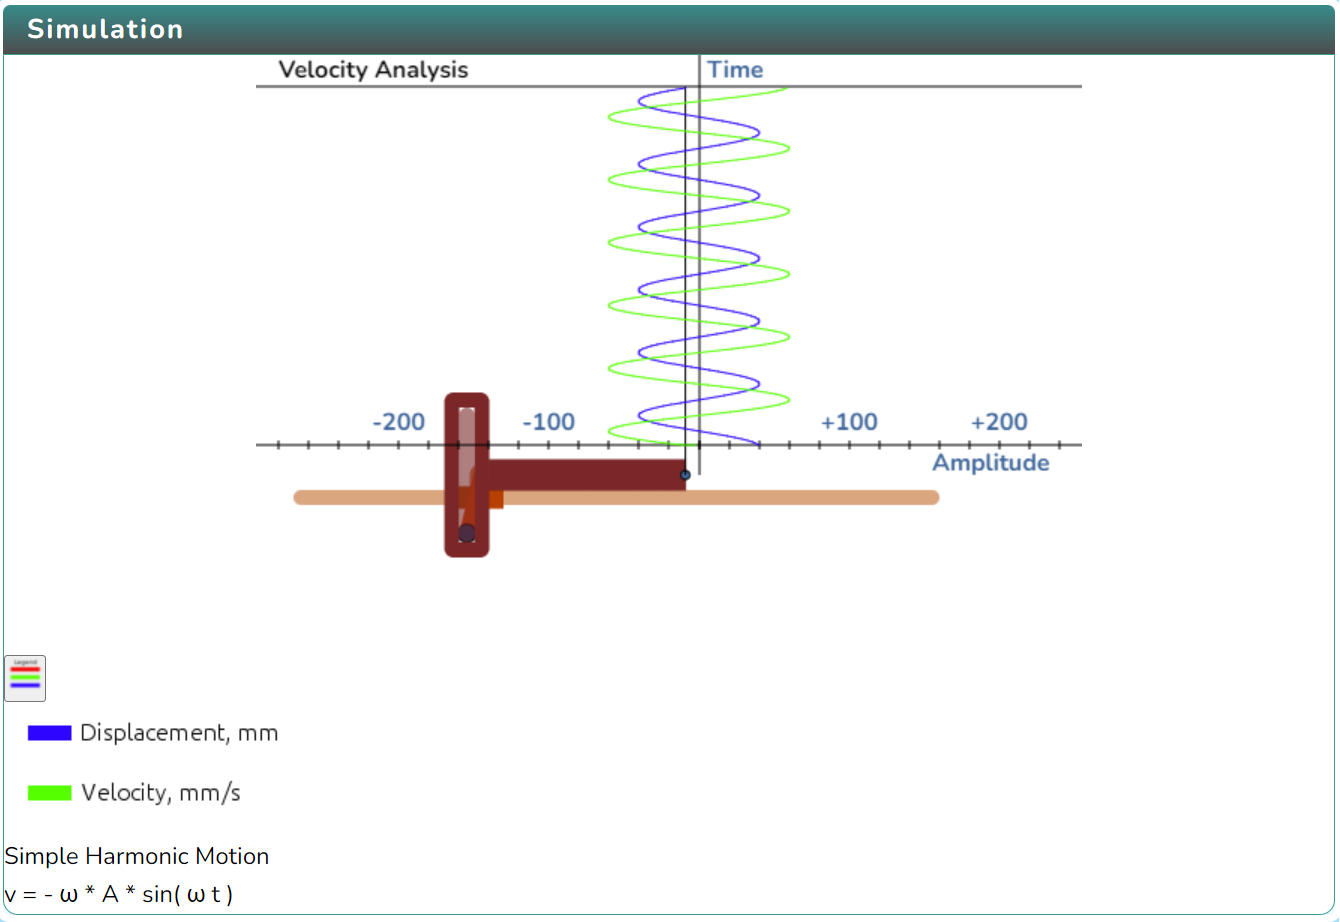 Simulation
Velocity Analysis
Time
-200 -100 +100 +200
Amplitude
Legend
Displacement, mm
Velocity, mm/s
Simple Harmonic Motion
v = - ω * A * sin( ω t )